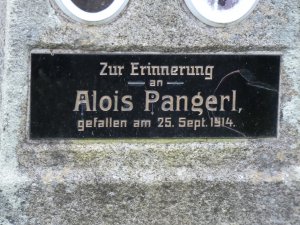 Zur Erinnerung
an
Alois Pangerl,
gefallen am 25. Sept. 1914.